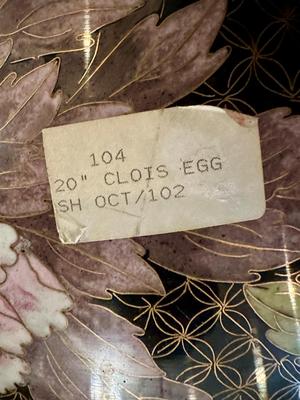 104
20" CLOIS EGG
SH OCT/102